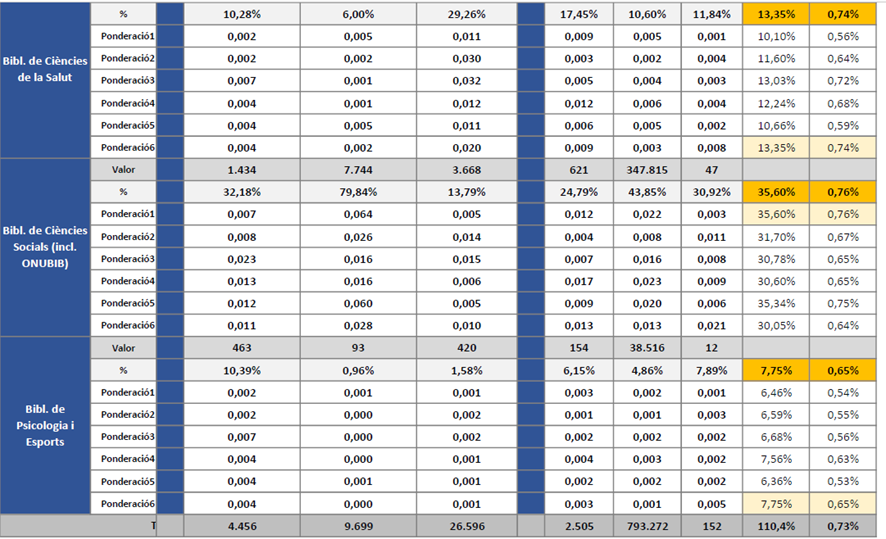 % 10,28% 6,00% 29,26% 17,45% 10,60% 11,84% 13,35% 0,74%
Ponderació1 0,002 0,005 0,011 0,009 0,005 0,001 10,10% 0,56%
Bibl. de Ciències de la Salut
Ponderació2 0,002 0,002 0,030 0,003 0,002 0,004 11,60% 0,64%
Ponderació3 0,007 0,001 0,032 0,005 0,004 0,003 13,03% 0,72%
Ponderació4 0,004 0,001 0,012 0,012 0,006 0,004 12,24% 0,68%
Ponderació5 0,004 0,005 0,011 0,006 0,005 0,002 10,66% 0,59%
Ponderació6 0,004 0,002 0,020 0,009 0,003 0,008 13,35% 0,74%
Valor 1.434 7.744 3.668 621 347.815 47
% 32,18% 79,84% 13,79% 24,79% 43,85% 30,92% 35,60% 0,76%
Ponderació1 0,007 0,064 0,005 0,012 0,022 0,003 35,60% 0,76%
Bibl. de Ciències Socials (incl. ONUBIB)
Ponderació2 0,008 0,026 0,014 0,004 0,008 0,011 31,70% 0,67%
Ponderació3 0,023 0,016 0,015 0,007 0,016 0,008 30,78% 0,65%
Ponderació4 0,013 0,016 0,006 0,017 0,023 0,009 30,60% 0,65%
Ponderació5 0,012 0,060 0,005 0,009 0,020 0,006 35,34% 0,75%
Ponderació6 0,011 0,028 0,010 0,013 0,013 0,021 30,05% 0,64%
Valor 463 93 420 154 38.516 12
% 10,39% 0,96% 1,58% 6,15% 4,86% 7,89% 7,75% 0,65%
Ponderació1 0,002 0,001 0,001 0,003 0,002 0,001 6,46% 0,54%
Bibl. de Psicologia i Esports
Ponderació2 0,002 0,000 0,002 0,001 0,001 0,003 6,59% 0,55%
Ponderació3 0,007 0,000 0,002 0,002 0,002 0,002 6,68% 0,56%
Ponderació4 0,004 0,000 0,001 0,004 0,003 0,002 7,56% 0,63%
Ponderació5 0,004 0,001 0,001 0,002 0,002 0,002 6,36% 0,53%
Ponderació6 0,004 0,000 0,001 0,003 0,001 0,005 7,75% 0,65%
T 4.456 9.699 26.596 2.505 793.272 152 110,4% 0,73%